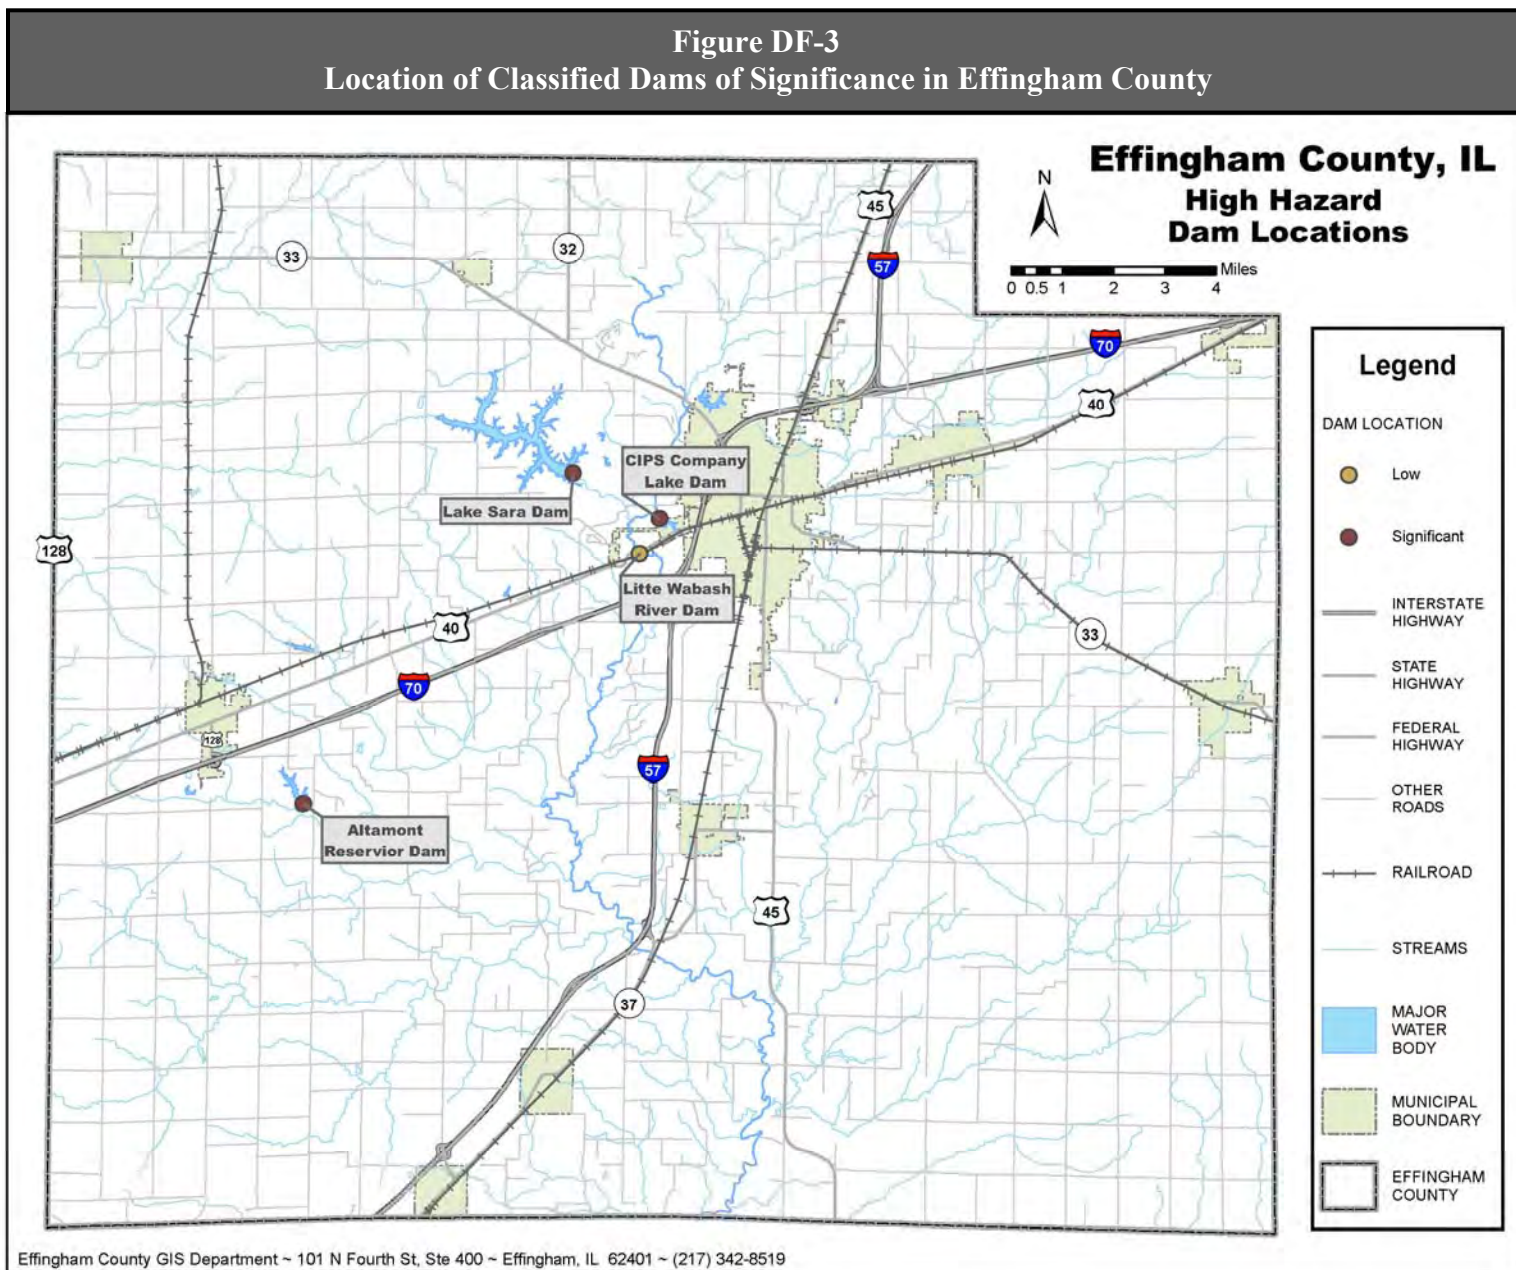 Figure DF-3
Location of Classified Dams of Significance in Effingham County
Effingham County, IL
High Hazard
Dam Locations
N
Miles
0 0.5 1 2 3 4
45
57
33
32
70
40
CIPS Company
Lake Dam
Lake Sara Dam
128
Litte Wabash
River Dam
40
33
70
128
57
Altamont
Reservior Dam
45
37
Legend
DAM LOCATION
Low
Significant
INTERSTATE
HIGHWAY
STATE
HIGHWAY
FEDERAL
HIGHWAY
OTHER
ROADS
RAILROAD
STREAMS
MAJOR
WATER
BODY
MUNICIPAL
BOUNDARY
EFFINGHAM
COUNTY
Effingham County GIS Department ~ 101 N Fourth St, Ste 400 ~ Effingham, IL 62401 ~ (217) 342-8519